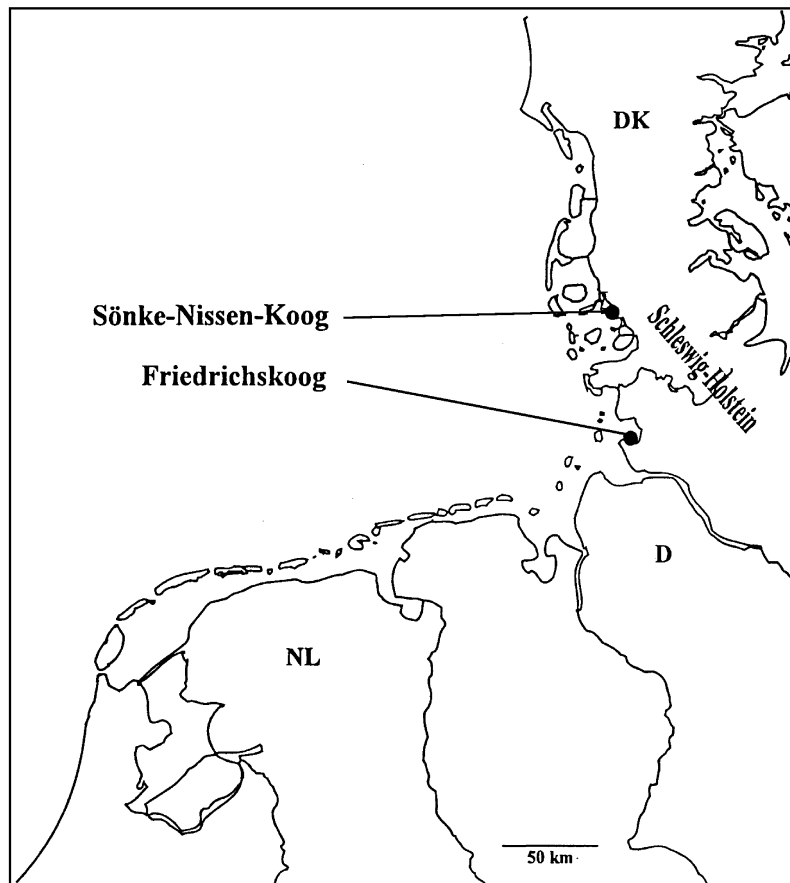 DK
Sönke-Nissen-Koog
Schleswig-Holstein
Friedrichskoog
D
NL
50 km